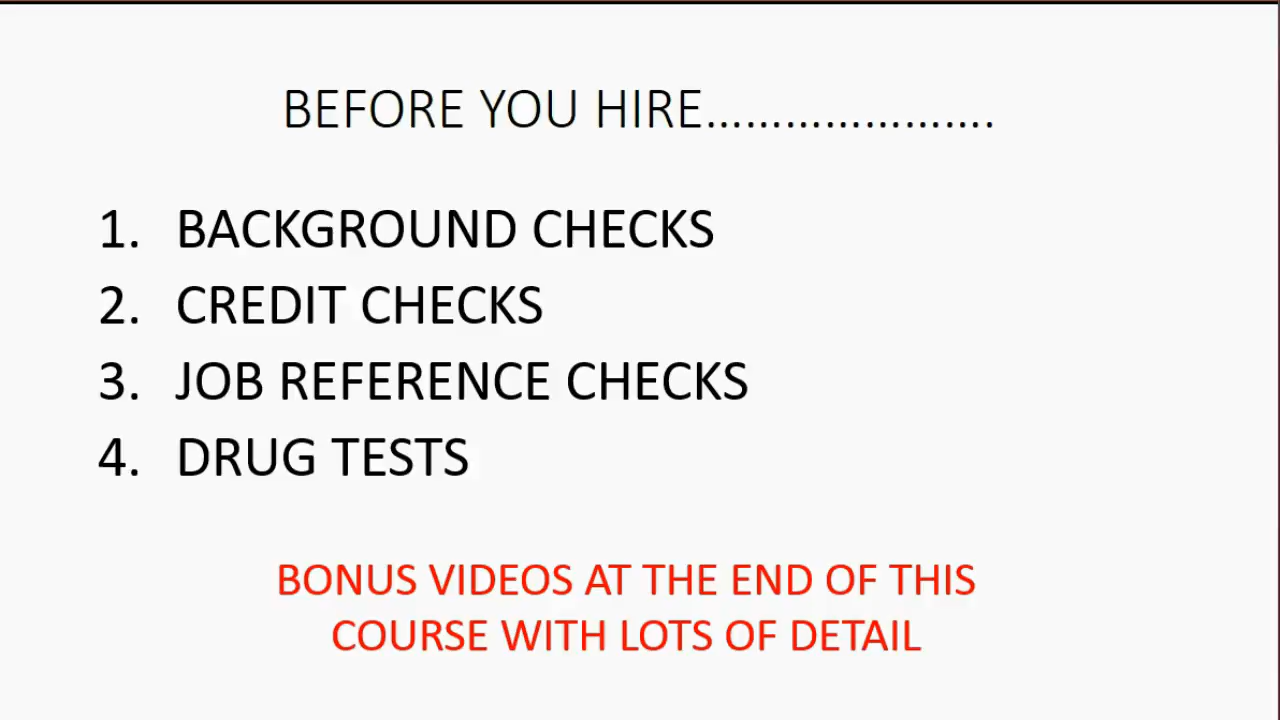 BEFORE YOU HIRE………………….
1. BACKGROUND CHECKS
2. CREDIT CHECKS
3. JOB REFERENCE CHECKS
4. DRUG TESTS
BONUS VIDEOS AT THE END OF THIS
COURSE WITH LOTS OF DETAIL